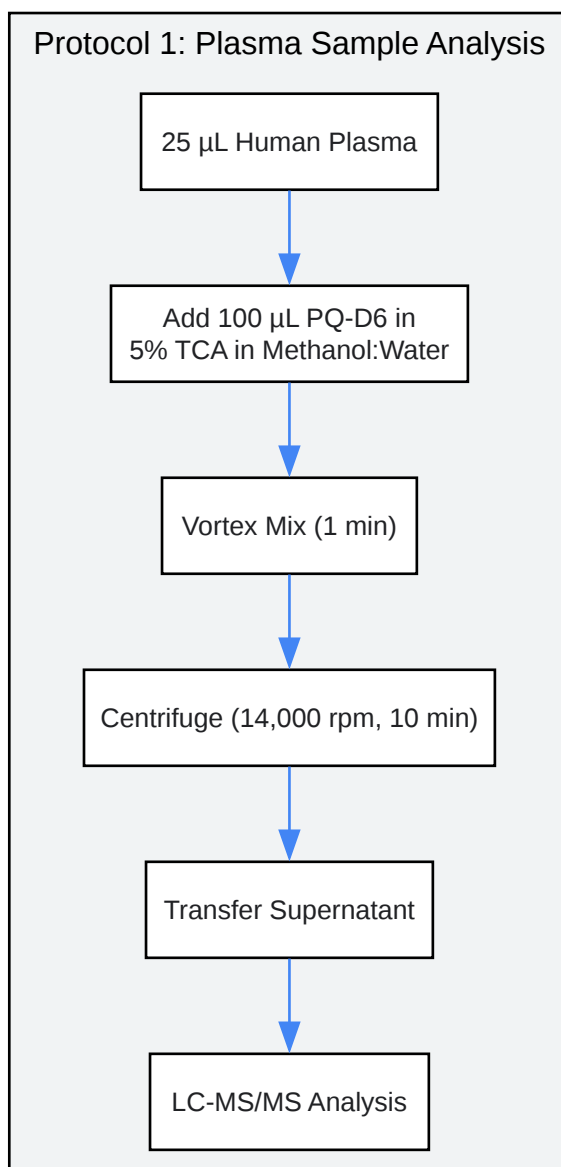 Protocol 1: Plasma Sample Analysis
25 µL Human Plasma
Add 100 µL PQ-D6 in
5% TCA in Methanol:Water
Vortex Mix (1 min)
Centrifuge (14,000 rpm, 10 min)
Transfer Supernatant
LC-MS/MS Analysis